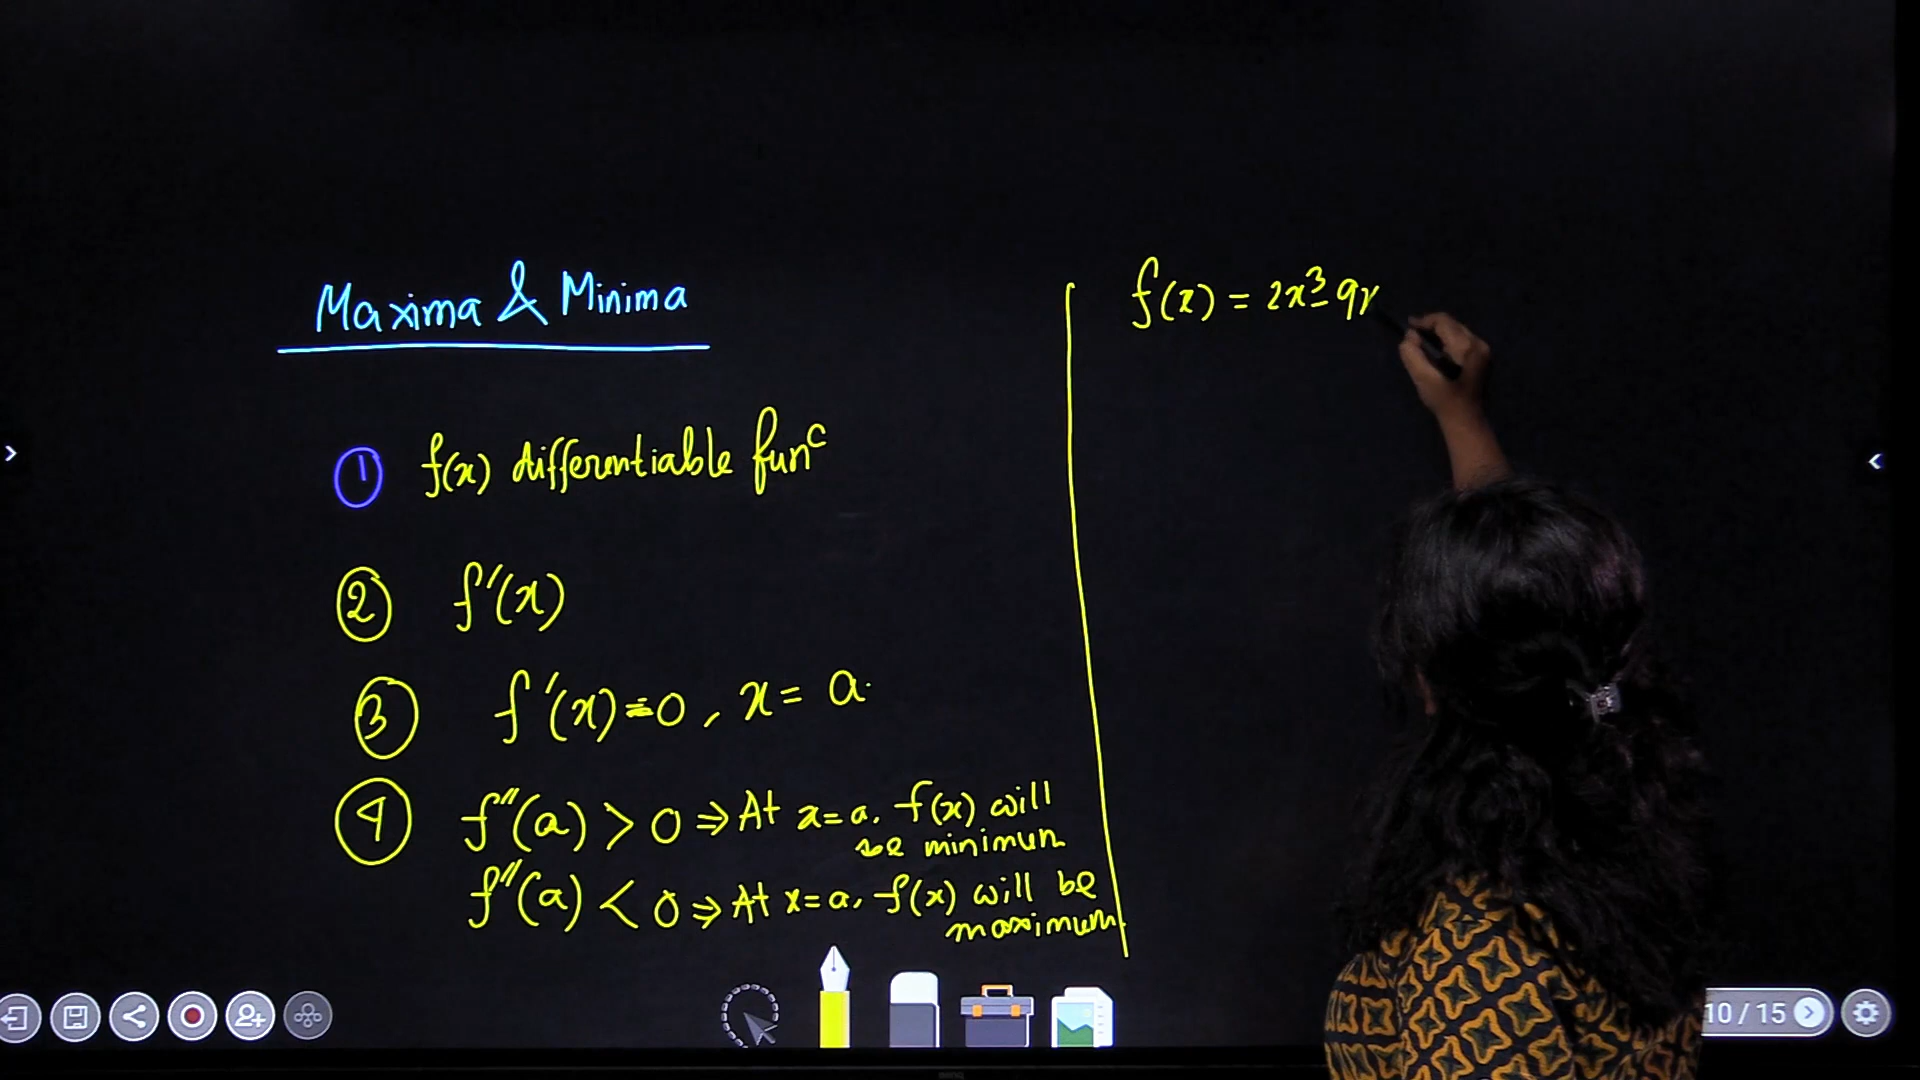 Maxima & Minima
① f(x) differentiable funᶜ
② f'(x)
③ f'(x)=0, x= a.
④ f"(a) > 0 ⇒ At x=a, f(x) will
be minimum
f"(a) < 0 ⇒ At x=a, f(x) will be
maximum.
f(x) = 2x³-9x
10/15